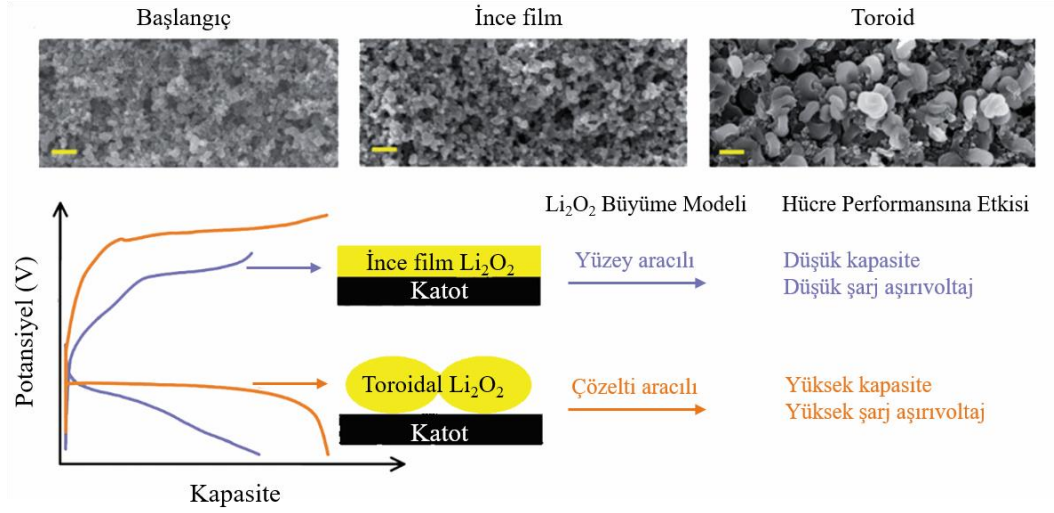 Başlangıç
İnce film
Toroid
Li₂O₂ Büyüme Modeli
Hücre Performansına Etkisi
Potansiyel (V)
İnce film Li₂O₂
Katot
Yüzey aracılı
Düşük kapasite
Düşük şarj aşırıvoltaj
Toroidal Li₂O₂
Katot
Çözelti aracılı
Yüksek kapasite
Yüksek şarj aşırıvoltaj
Kapasite